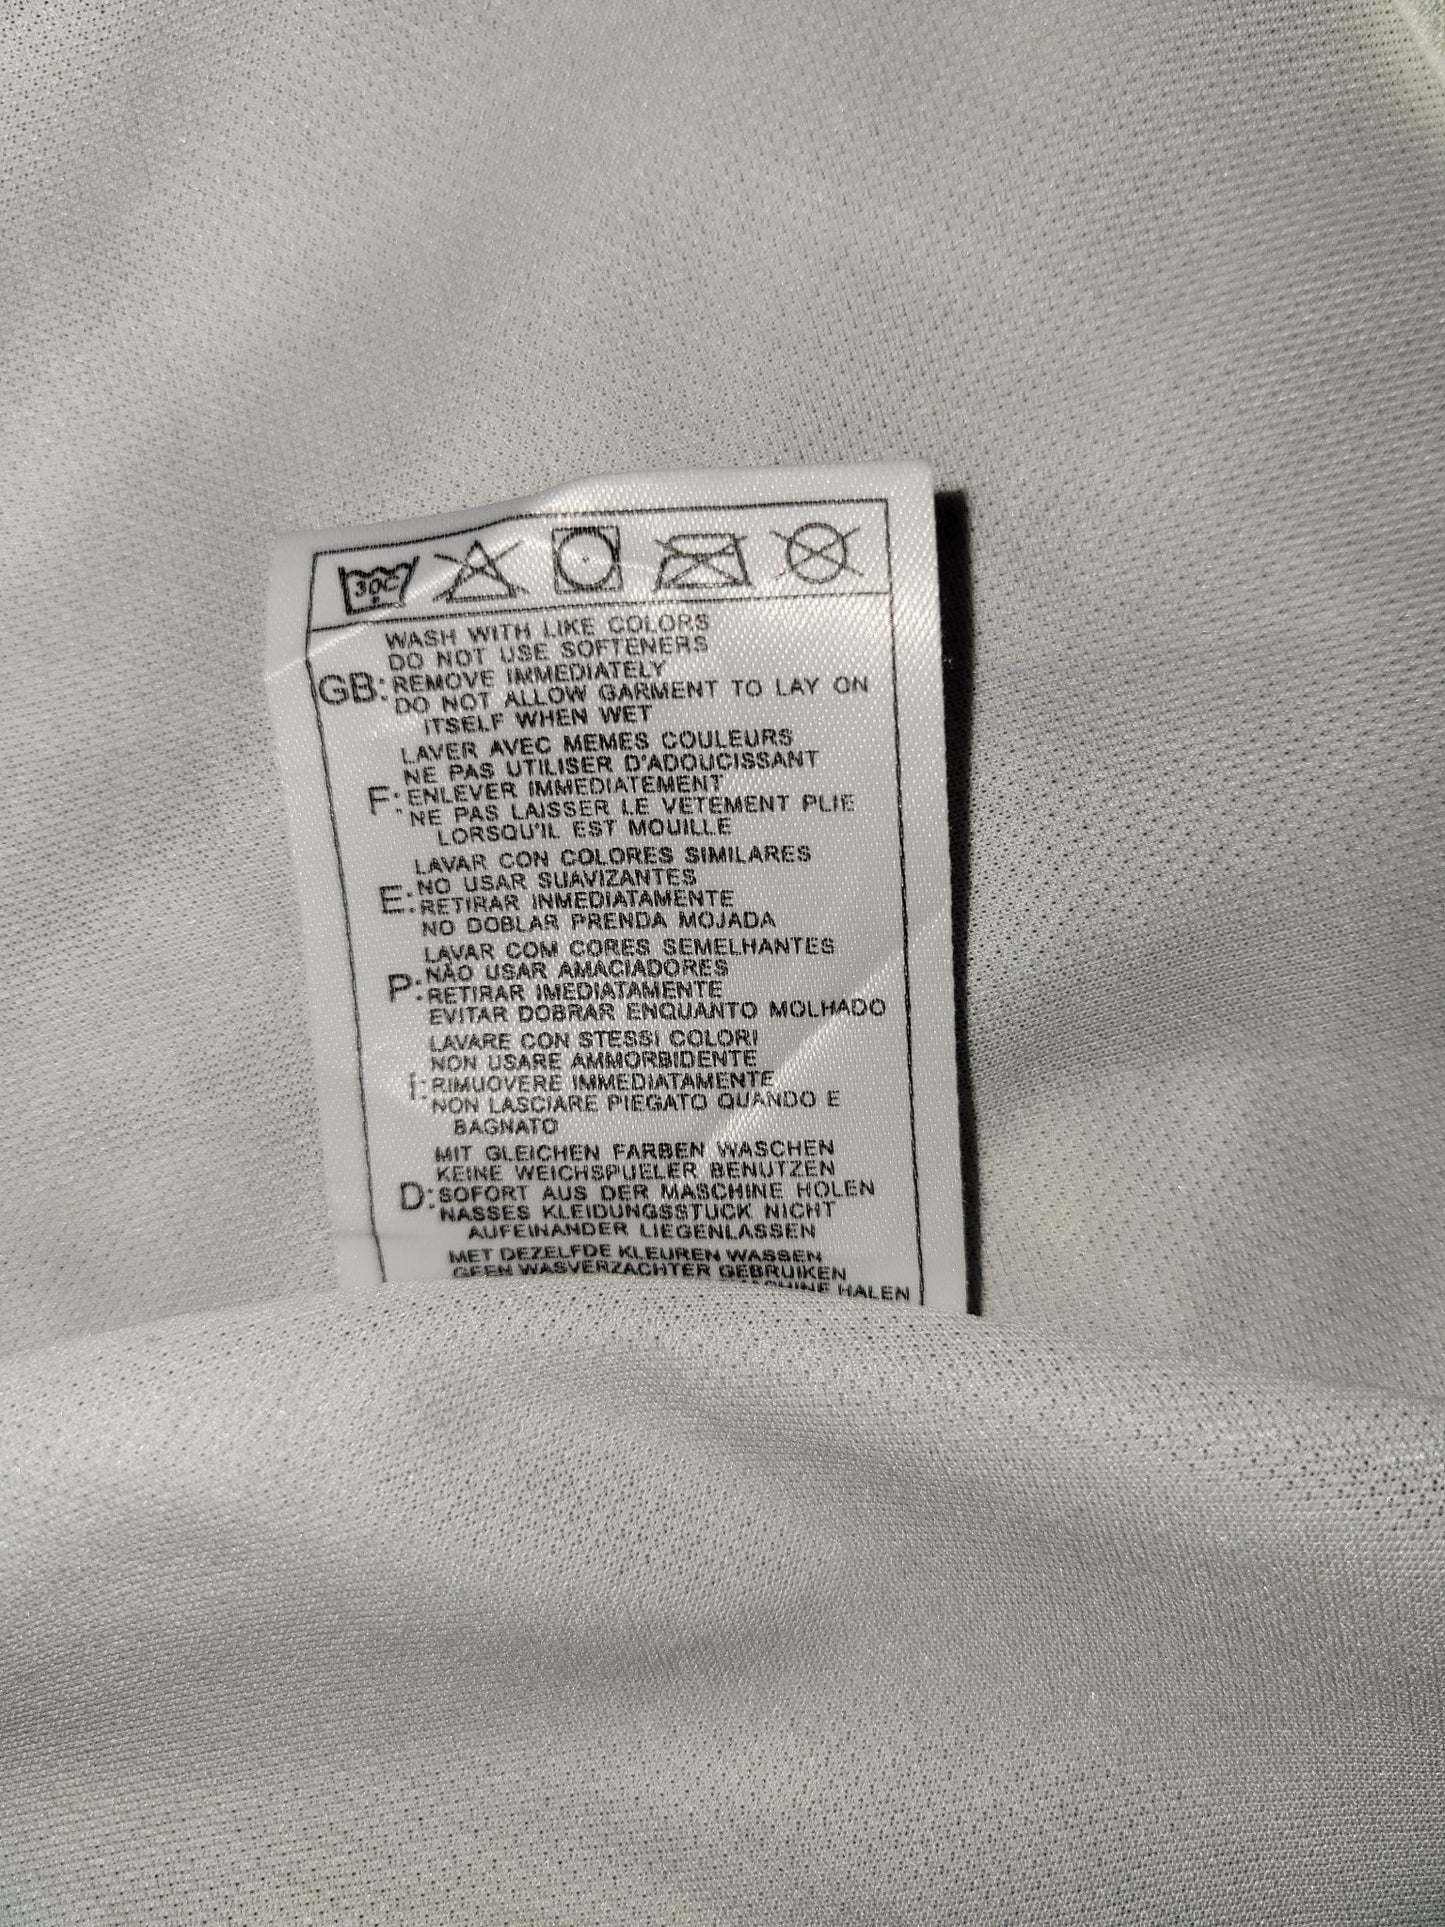 30C
WASH WITH LIKE COLORS
DO NOT USE SOFTENERS
GB: REMOVE IMMEDIATELY
DO NOT ALLOW GARMENT TO LAY ON
ITSELF WHEN WET
LAVER AVEC MEMES COULEURS
NE PAS UTILISER D'ADOUCISSANT
F: ENLEVER IMMEDIATEMENT
NE PAS LAISSER LE VETEMENT PLIE
LORSQU'IL EST MOUILLE
LAVAR CON COLORES SIMILARES
NO USAR SUAVIZANTES
E: RETIRAR INMEDIATAMENTE
NO DOBLAR PRENDA MOJADA
LAVAR COM CORES SEMELHANTES
NÃO USAR AMACIADORES
P: RETIRAR IMEDIATAMENTE
EVITAR DOBRAR ENQUANTO MOLHADO
LAVARE CON STESSI COLORI
NON USARE AMMORBIDENTE
i: RIMUOVERE IMMEDIATAMENTE
NON LASCIARE PIEGATO QUANDO E
BAGNATO
MIT GLEICHEN FARBEN WASCHEN
KEINE WEICHSPUELER BENUTZEN
D: SOFORT AUS DER MASCHINE HOLEN
NASSES KLEIDUNGSSTUCK NICHT
AUFEINANDER LIEGENLASSEN
MET DEZELFDE KLEUREN WASSEN
GEEN WASVERZACHTER GEBRUIKEN
HALEN